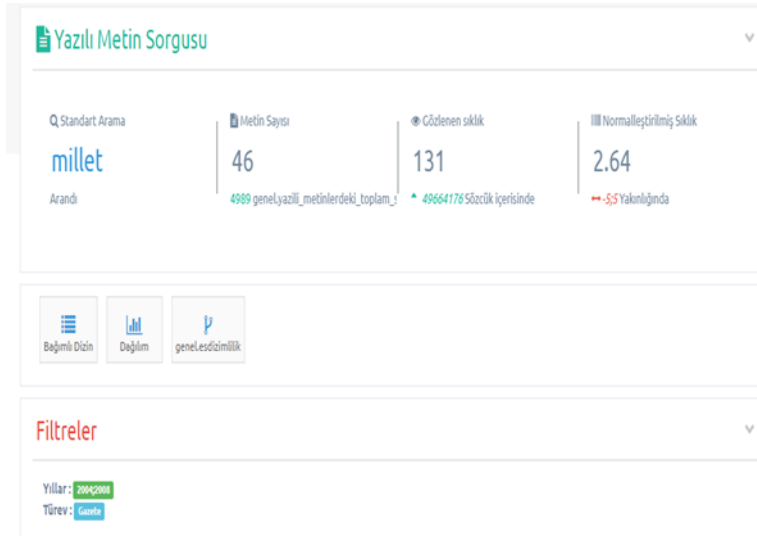 Yazılı Metin Sorgusu
Standart Arama
Metin Sayısı
Gözlenen sıklık
Normalleştirilmiş Sıklık
millet
46
131
2.64
Arandı
4989 genel.yazili_metinlerdeki_toplam_s
49664176 Sözcük içerisinde
-5;5 Yakınlığında
Bağımlı Dizin
Dağılım
genel.esdizimlilik
Filtreler
Yıllar : 2004;2008
Türev : Gazete